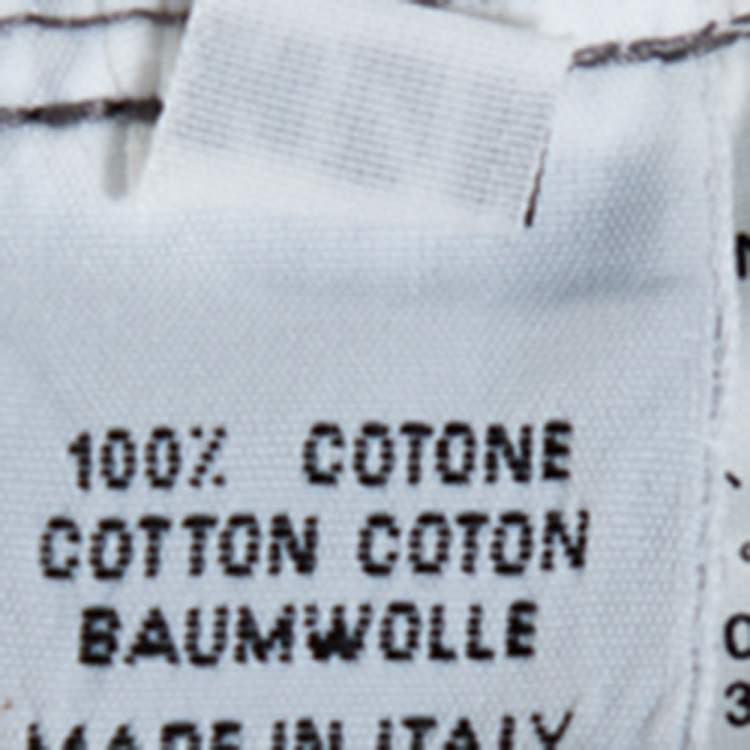 100% COTONE
COTTON COTON
BAUMWOLLE
MADE IN ITALY